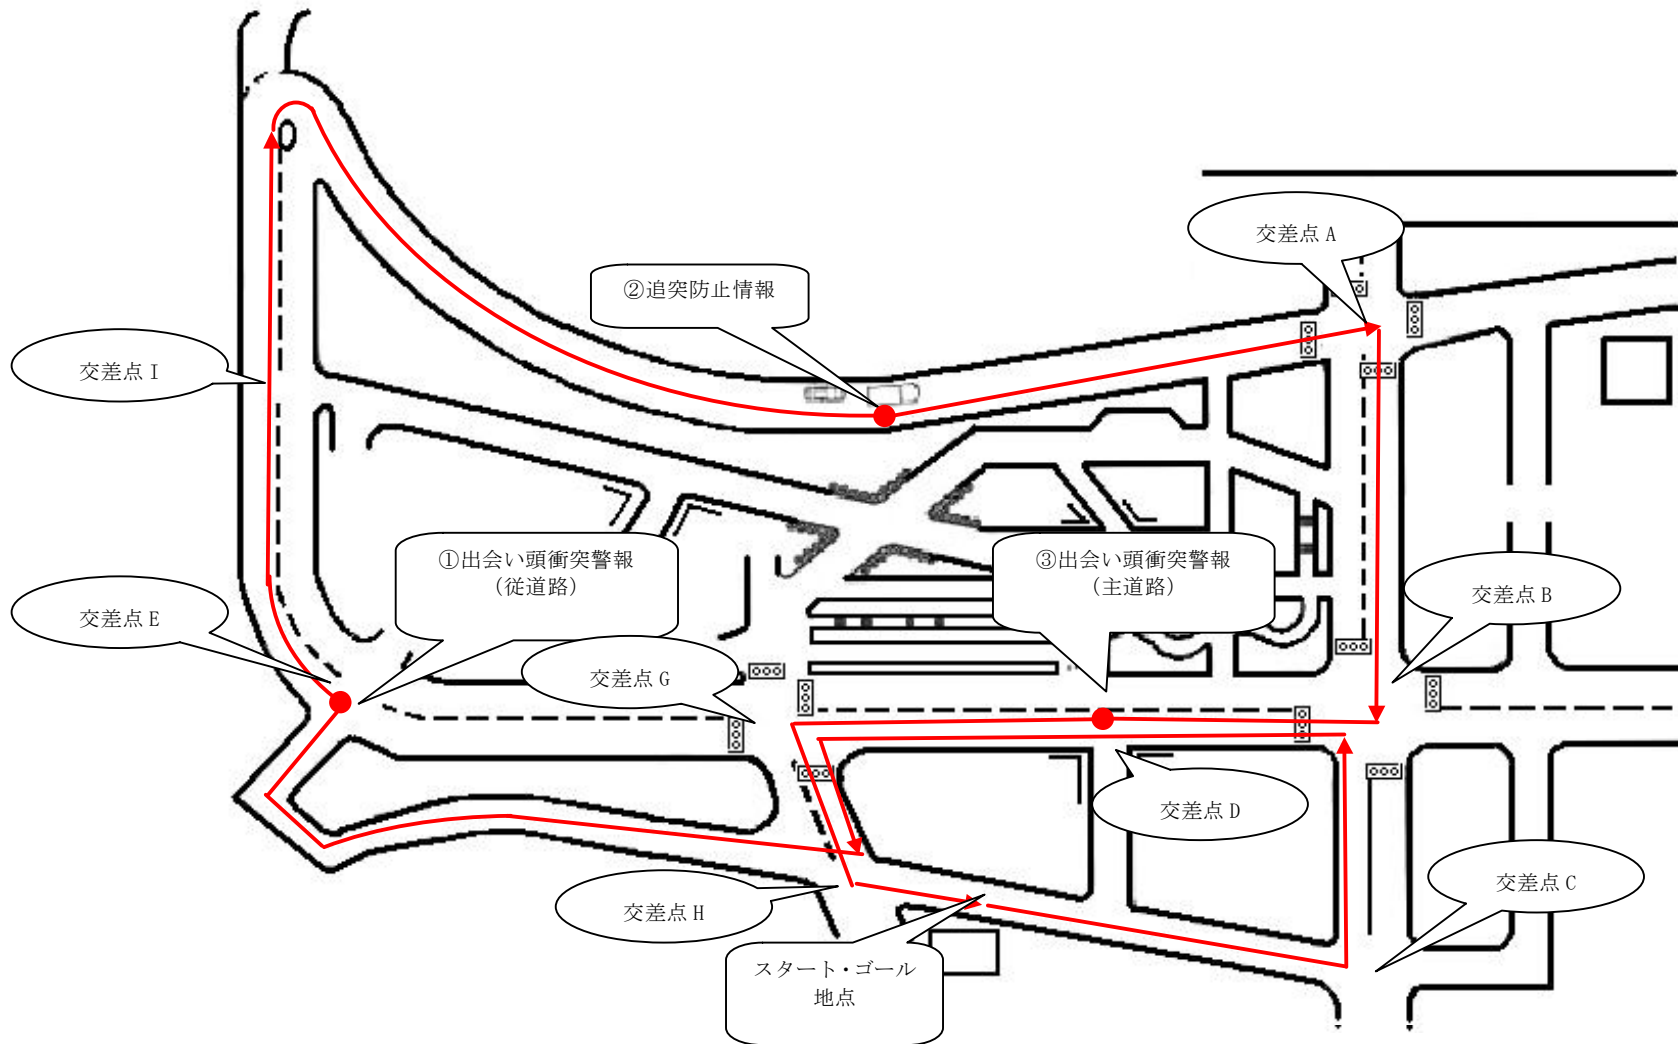 交差点 A
②追突防止情報
交差点 I
①出会い頭衝突警報
（従道路）
③出会い頭衝突警報
（主道路）
交差点 B
交差点 E
交差点 G
交差点 D
交差点 C
交差点 H
スタート・ゴール
地点